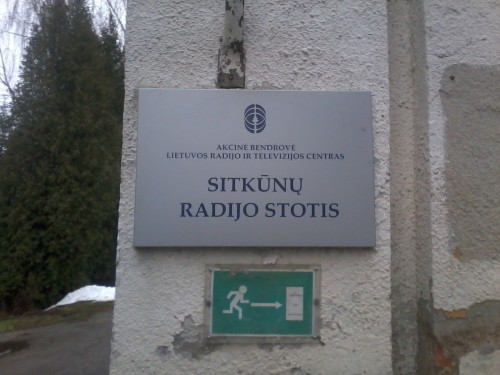 AKCINĖ BENDROVĖ
LIETUVOS RADIJO IR TELEVIZIJOS CENTRAS
SITKŪNŲ
RADIJO STOTIS